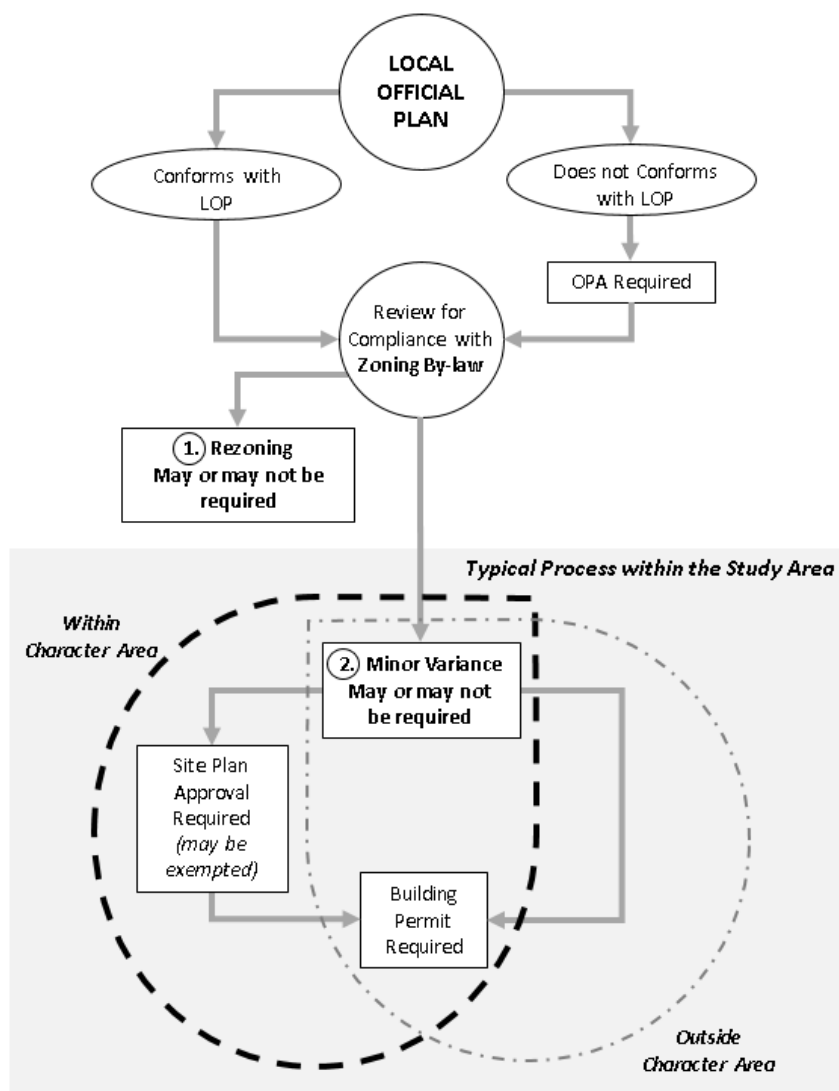 LOCAL
OFFICIAL
PLAN
Conforms with
LOP
Does not Conforms
with LOP
OPA Required
Review for
Compliance with
Zoning By-law
1. Rezoning
May or may not be
required
Typical Process within the Study Area
Within
Character Area
2. Minor Variance
May or may not
be required
Site Plan
Approval
Required
(may be
exempted)
Building
Permit
Required
Outside
Character Area